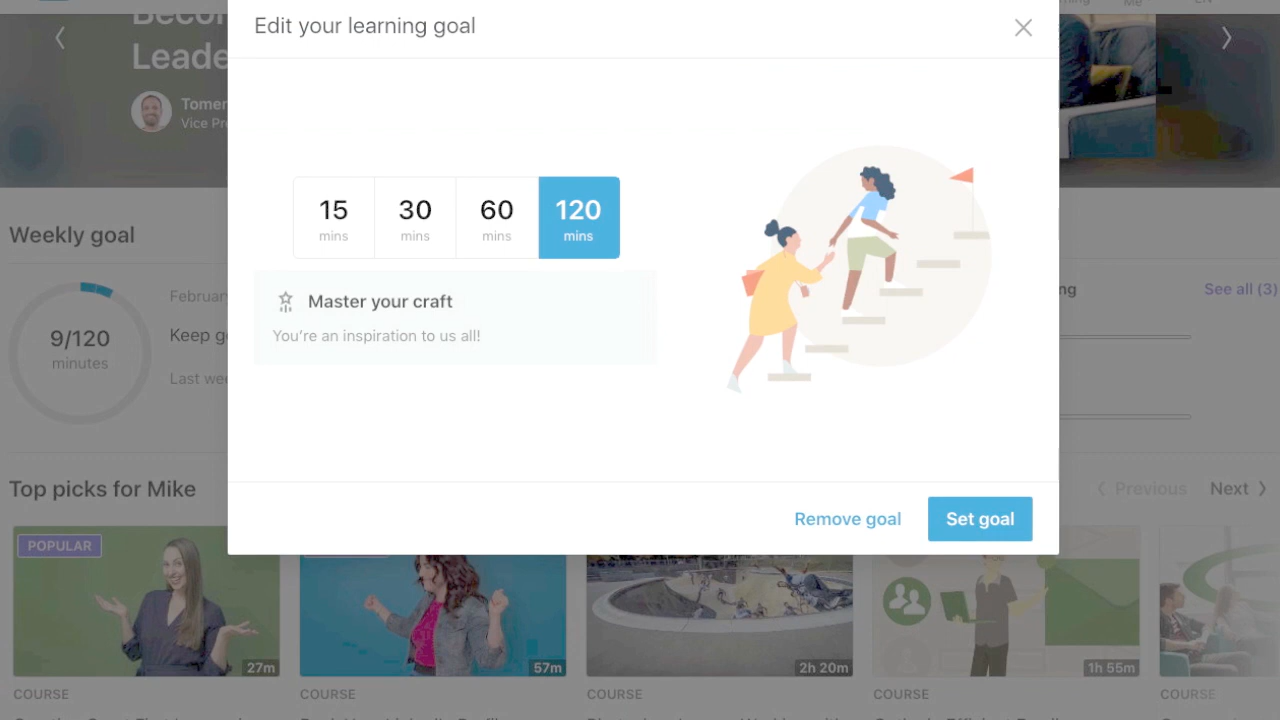 Edit your learning goal
Leade
Tomer
Vice Pre
15
mins
30
mins
60
mins
120
mins
Master your craft
You're an inspiration to us all!
Weekly goal
9/120
minutes
February
Keep g
Last wee
See all (3)
Remove goal
Set goal
Top picks for Mike
Previous
Next
POPULAR
27m
57m
2h 20m
1h 55m
COURSE
COURSE
COURSE
COURSE
COURSE